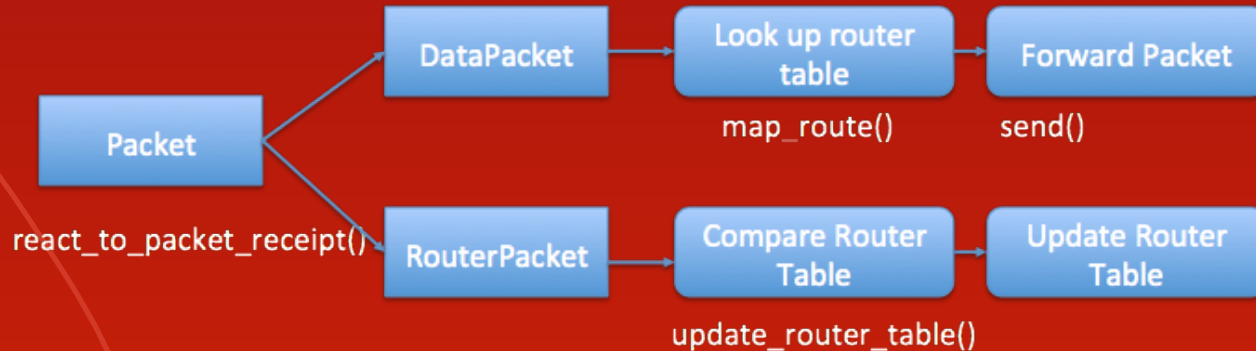 Packet
react_to_packet_receipt()
DataPacket
Look up router
table
map_route()
Forward Packet
send()
RouterPacket
Compare Router
Table
update_router_table()
Update Router
Table